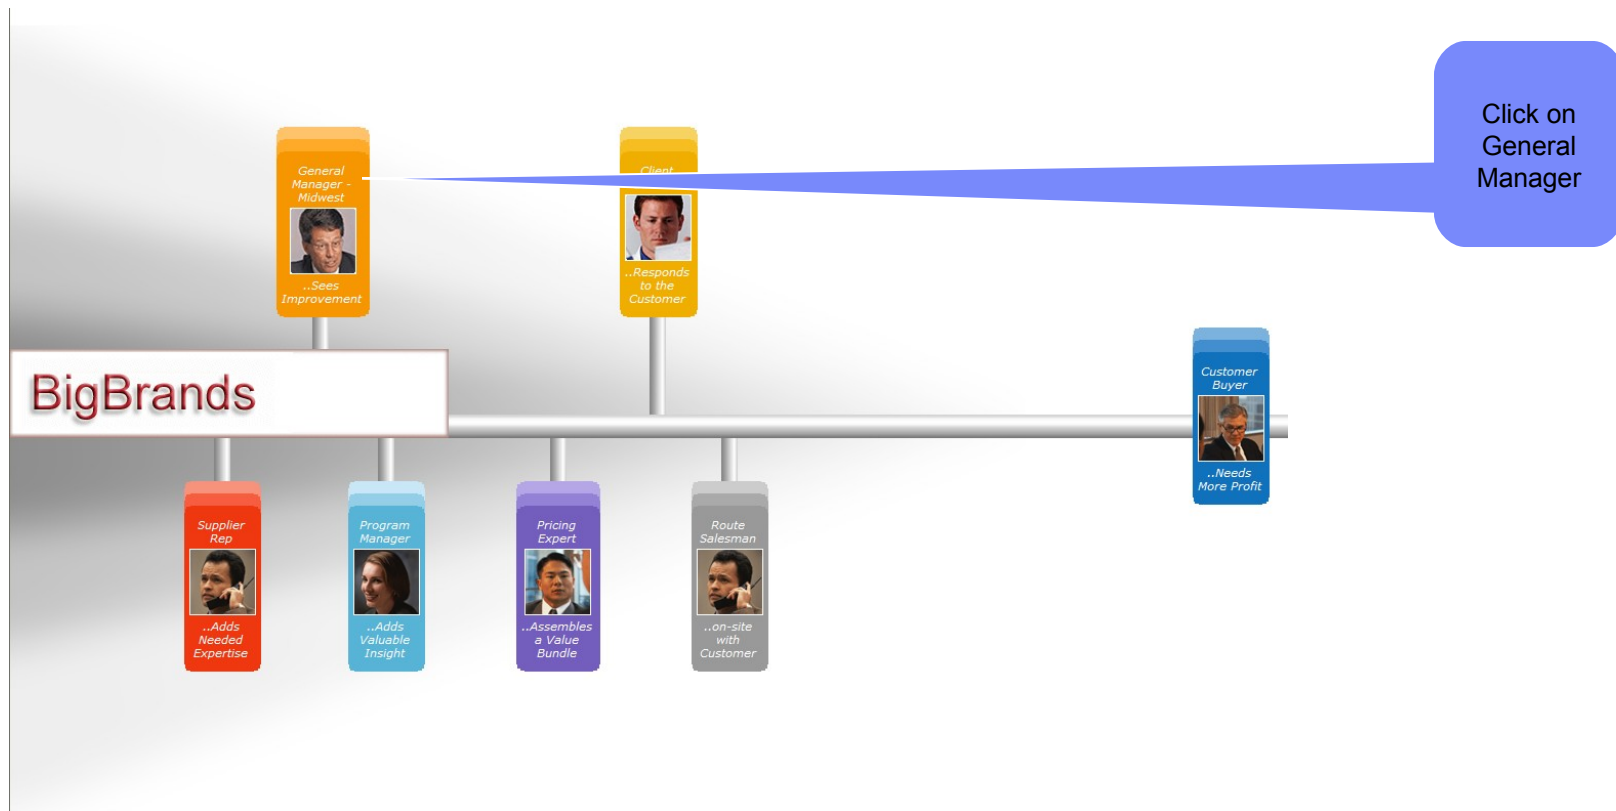 Click on
General
Manager
General
Manager -
Midwest
..Sees
Improvement
Client
..Responds
to the
Customer
BigBrands
Customer
Buyer
..Needs
More Profit
Supplier
Rep
..Adds
Needed
Expertise
Program
Manager
..Adds
Valuable
Insight
Pricing
Expert
..Assembles
a Value
Bundle
Route
Salesman
..on-site
with
Customer